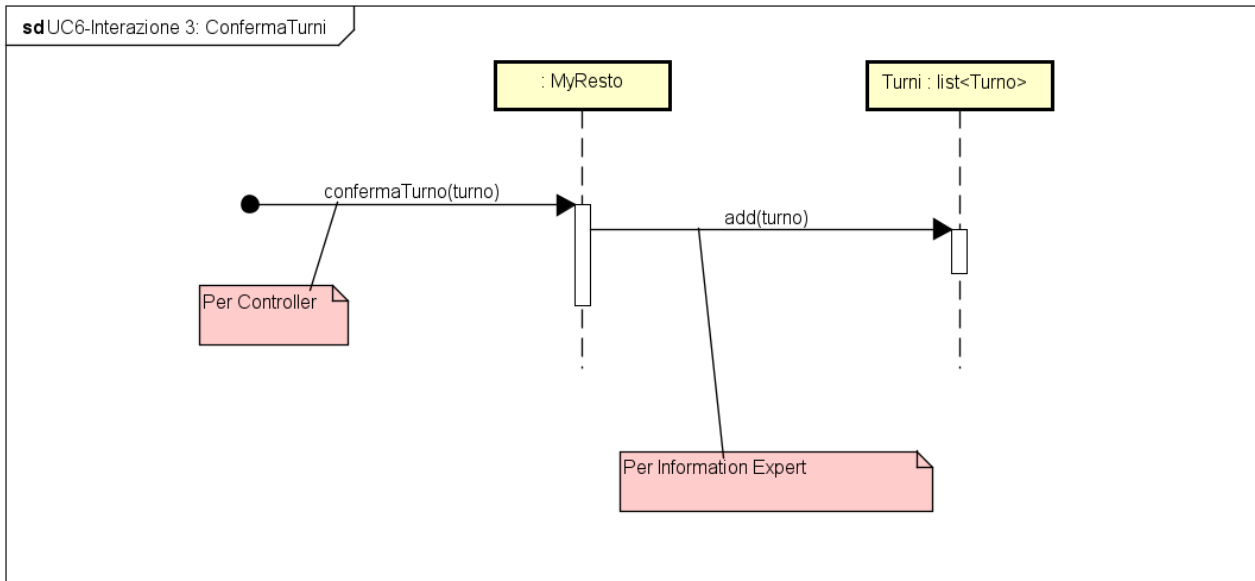 sd UC6-Interazione 3: ConfermaTurni
: MyResto
Turni : list<Turno>
confermaTurno(turno)
add(turno)
Per Controller
Per Information Expert